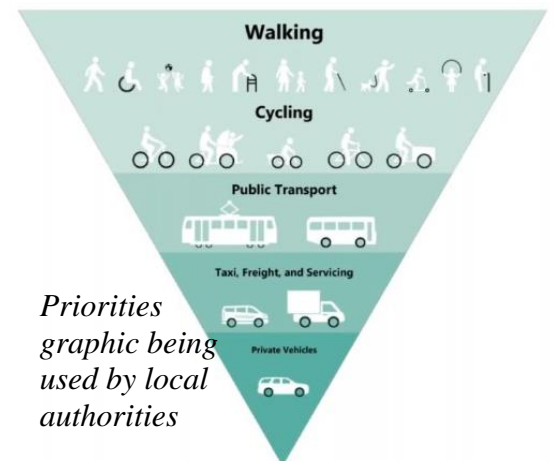 Walking
Cycling
Public Transport
Taxi, Freight, and Servicing
Private Vehicles
Priorities
graphic being
used by local
authorities